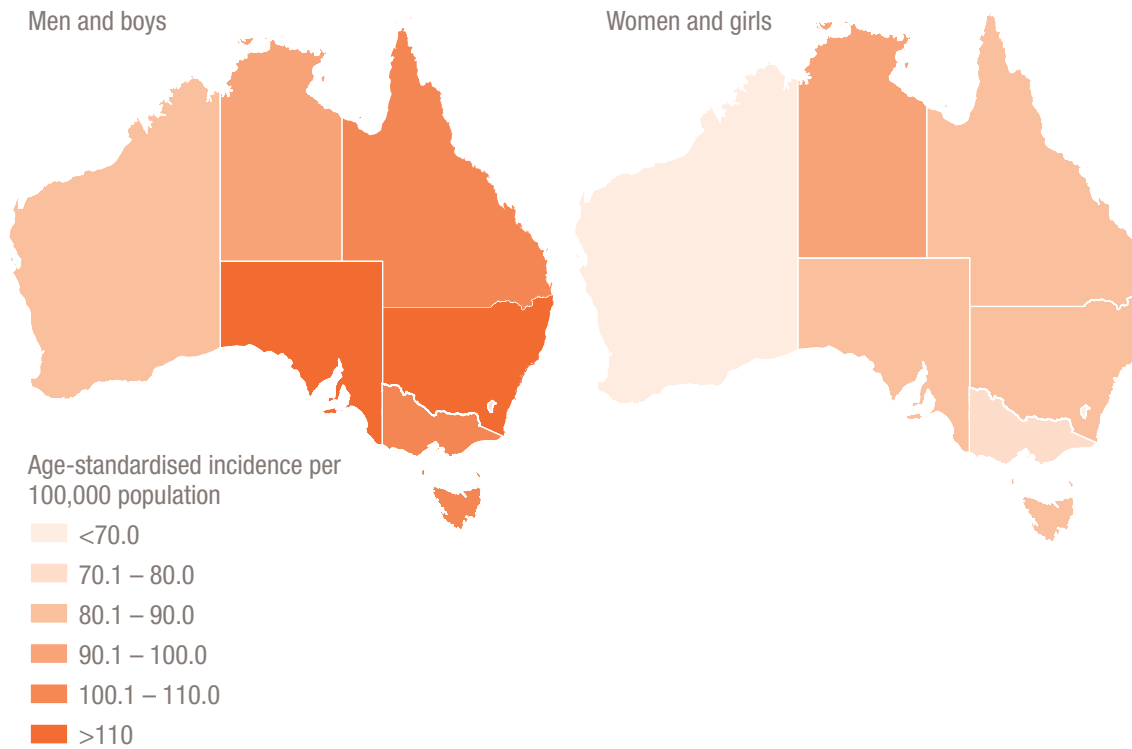 Men and boys
Women and girls
Age-standardised incidence per
100,000 population
<70.0
70.1 – 80.0
80.1 – 90.0
90.1 – 100.0
100.1 – 110.0
>110